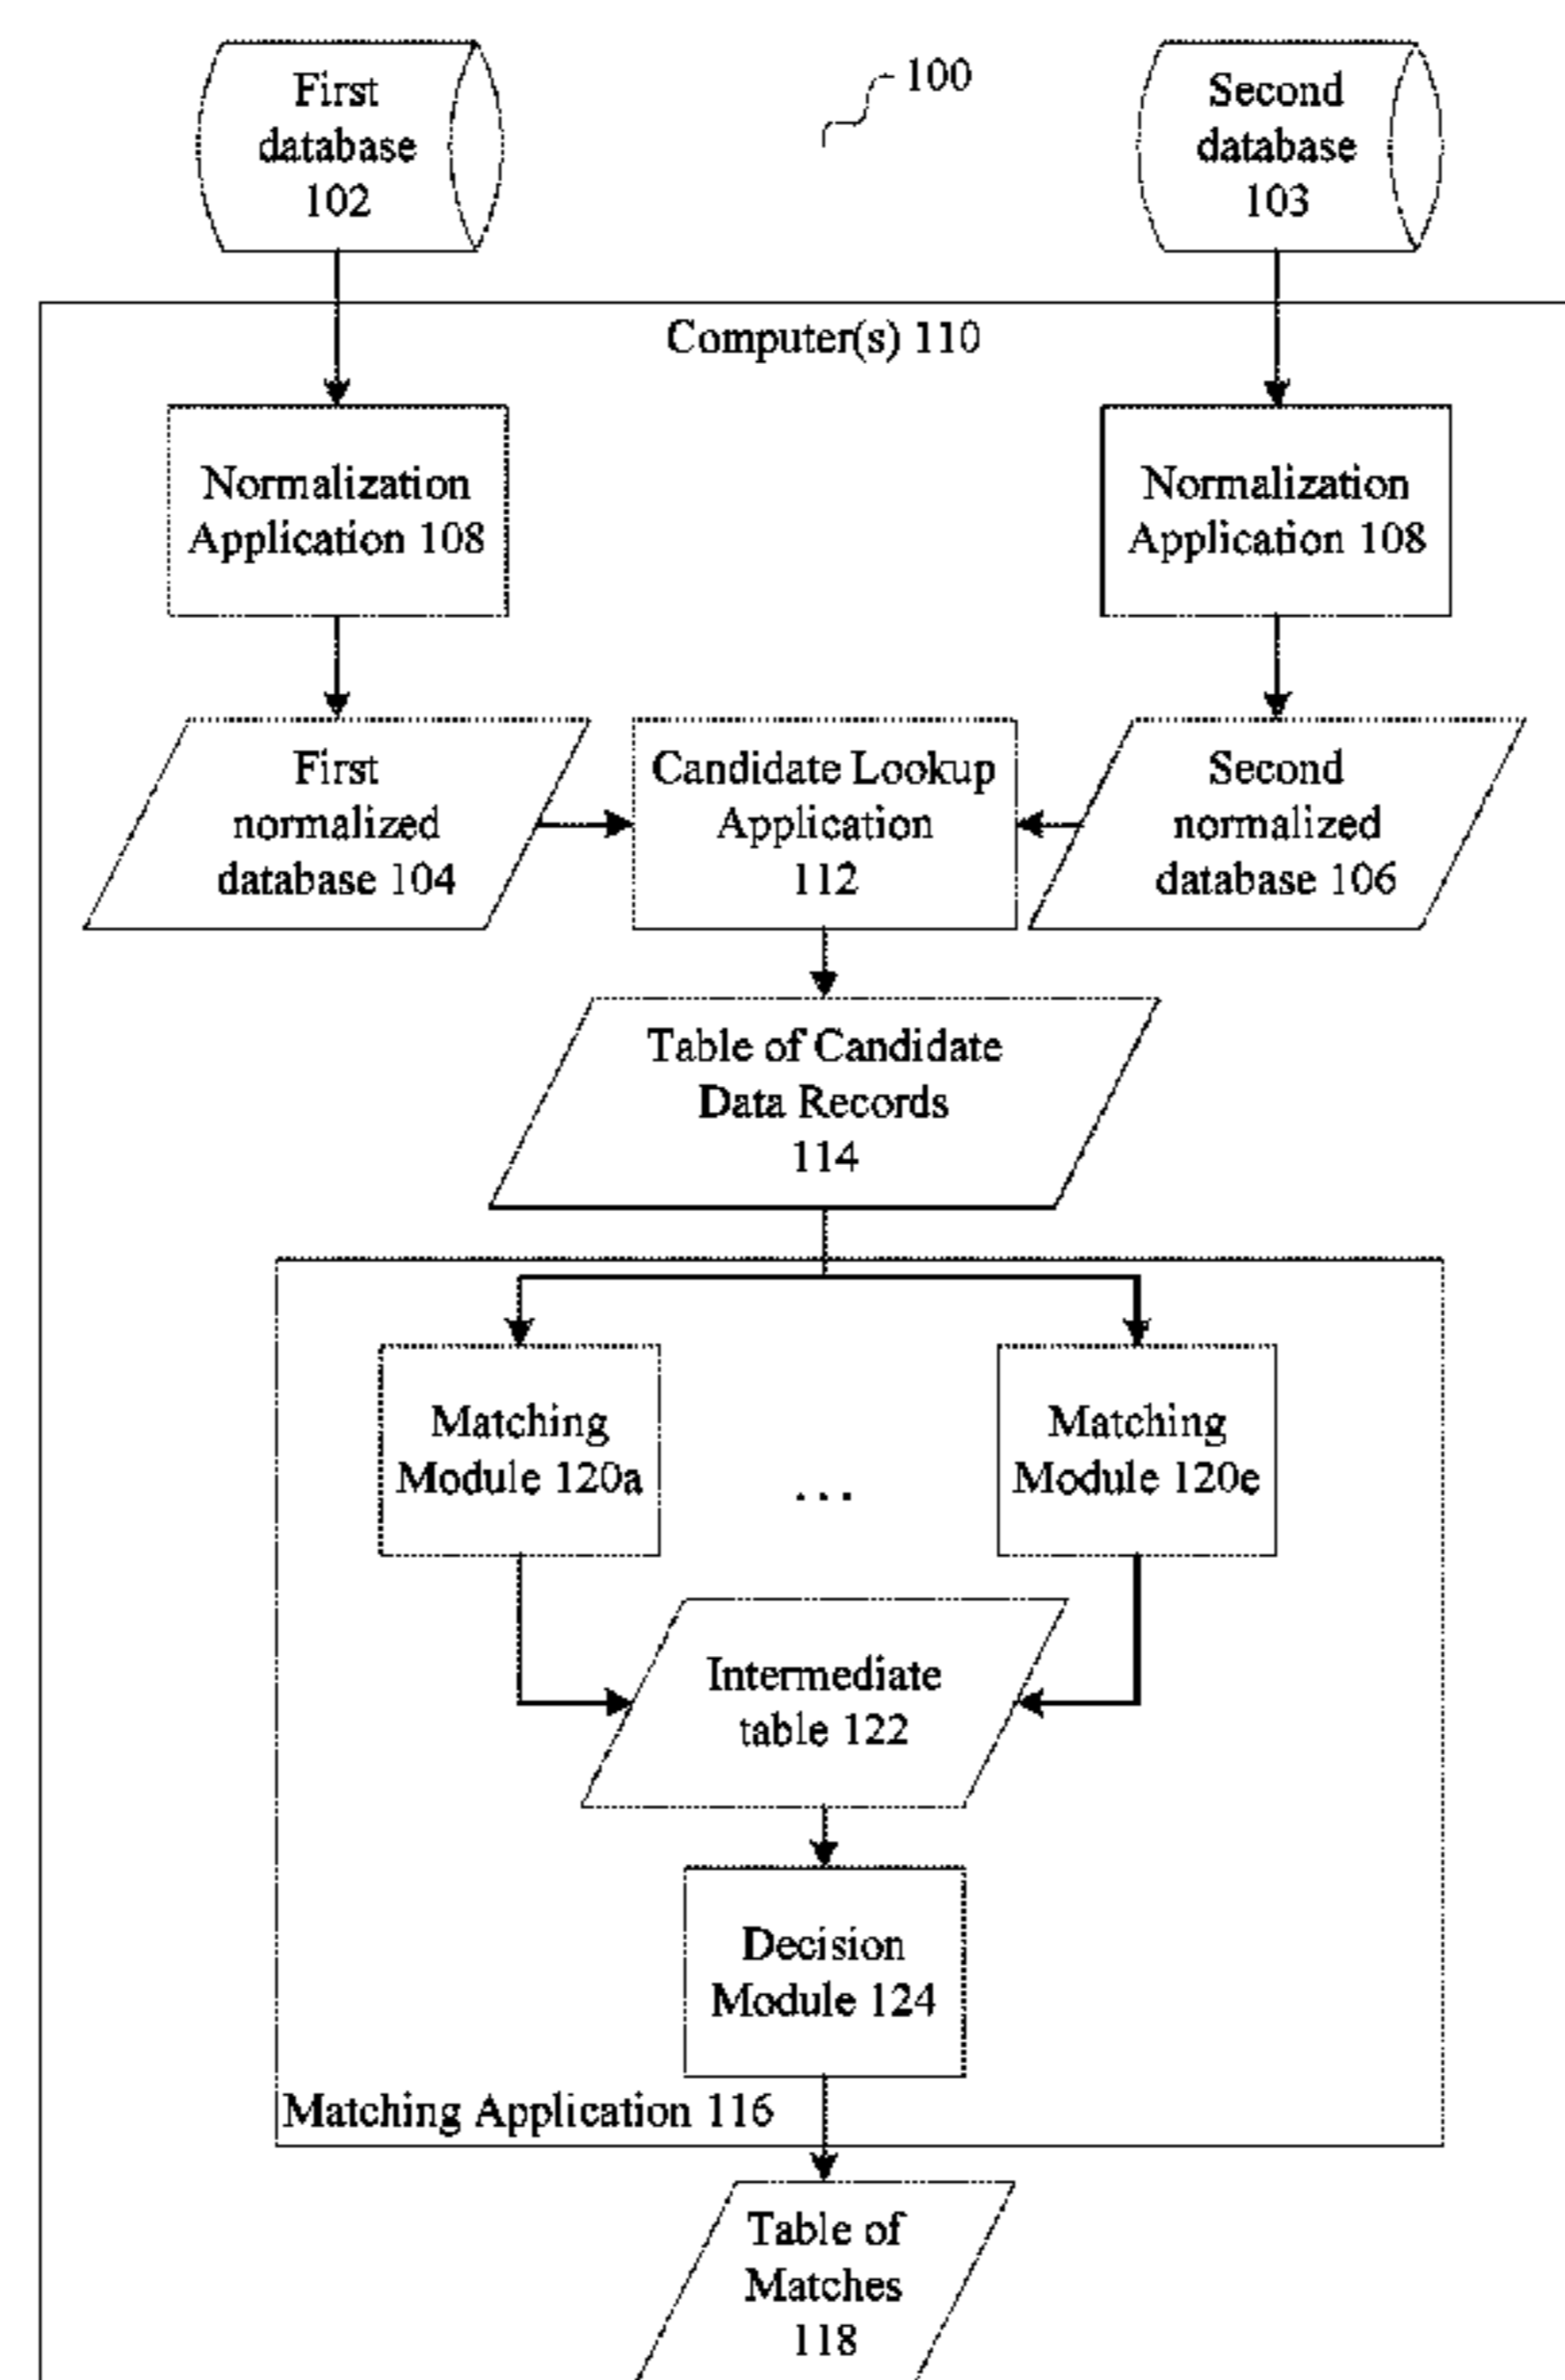 First
database
102
100
Second
database
103
Computer(s) 110
Normalization
Application 108
Normalization
Application 108
First
normalized
database 104
Candidate Lookup
Application
112
Second
normalized
database 106
Table of Candidate
Data Records
114
Matching
Module 120a
...
Matching
Module 120e
Intermediate
table 122
Decision
Module 124
Matching Application 116
Table of
Matches
118